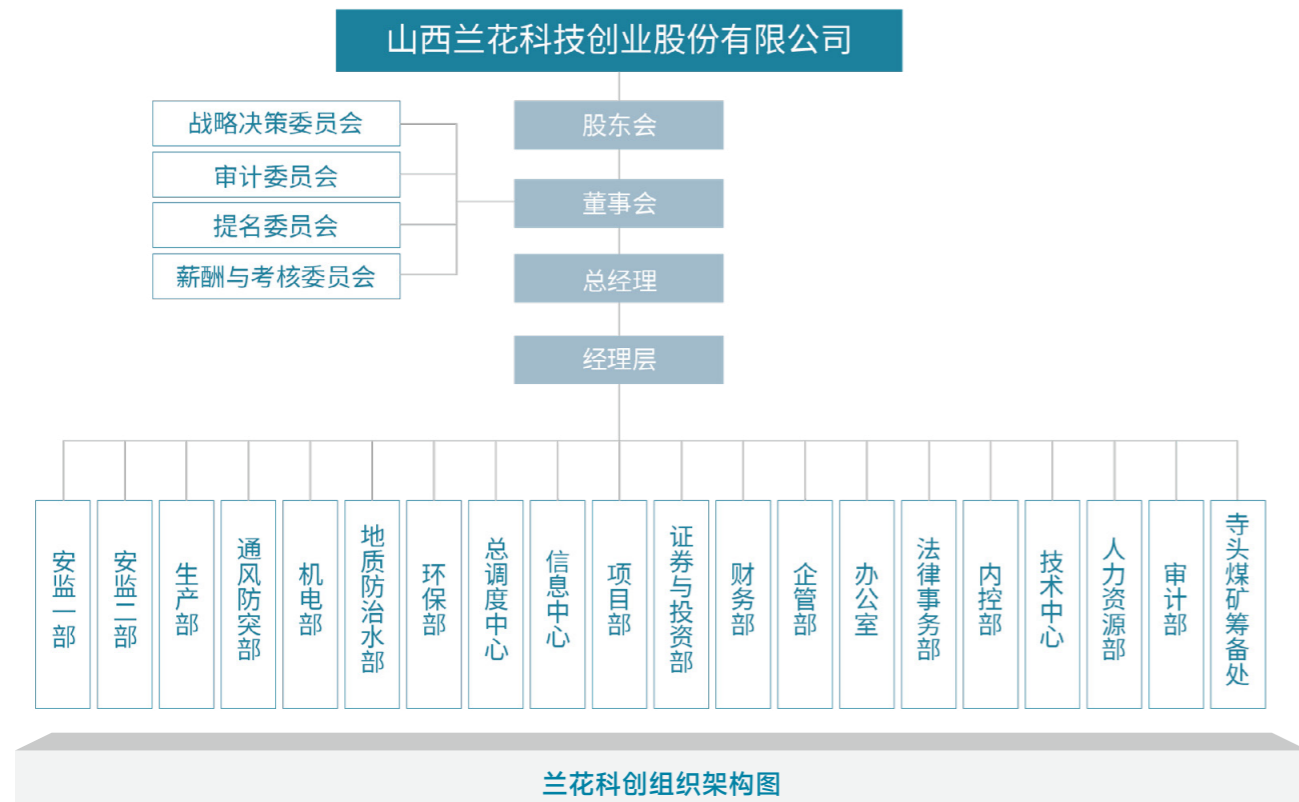 山西兰花科技创业股份有限公司
战略决策委员会
审计委员会
提名委员会
薪酬与考核委员会
股东会
董事会
总经理
经理层
安监一部
安监二部
生产部
通风防突部
机电部
地质防治水部
环保部
总调度中心
信息中心
项目部
证券与投资部
财务部
企管部
办公室
法律事务部
内控部
技术中心
人力资源部
审计部
寺头煤矿筹备处
兰花科创组织架构图